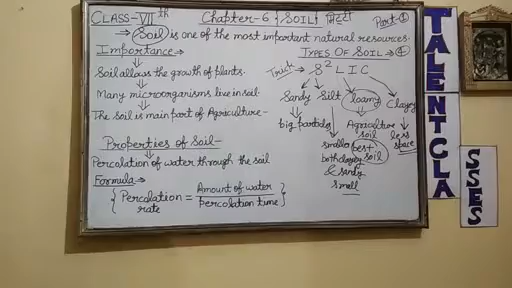 CLASS-VIIth
Chapter-6 {SOIL} मिट्टी
Part-①
→ Soil is one of the most important natural resources.
Importance→
Soil allows the growth of plants.
Many microorganisms live in soil
The soil is main part of Agriculture-
Properties of Soil-
Percolation of water through the soil
Formula→
{Percolation rate = Amount of water / Percolation time}
TYPES OF SOIL→④
Trick→ S² L I C
Sandy Silt loamy Clayey
big particles
smaller
both clayey
& sandy
small
Agriculture
soil
best
soil
less
space
TALENT CLASSES